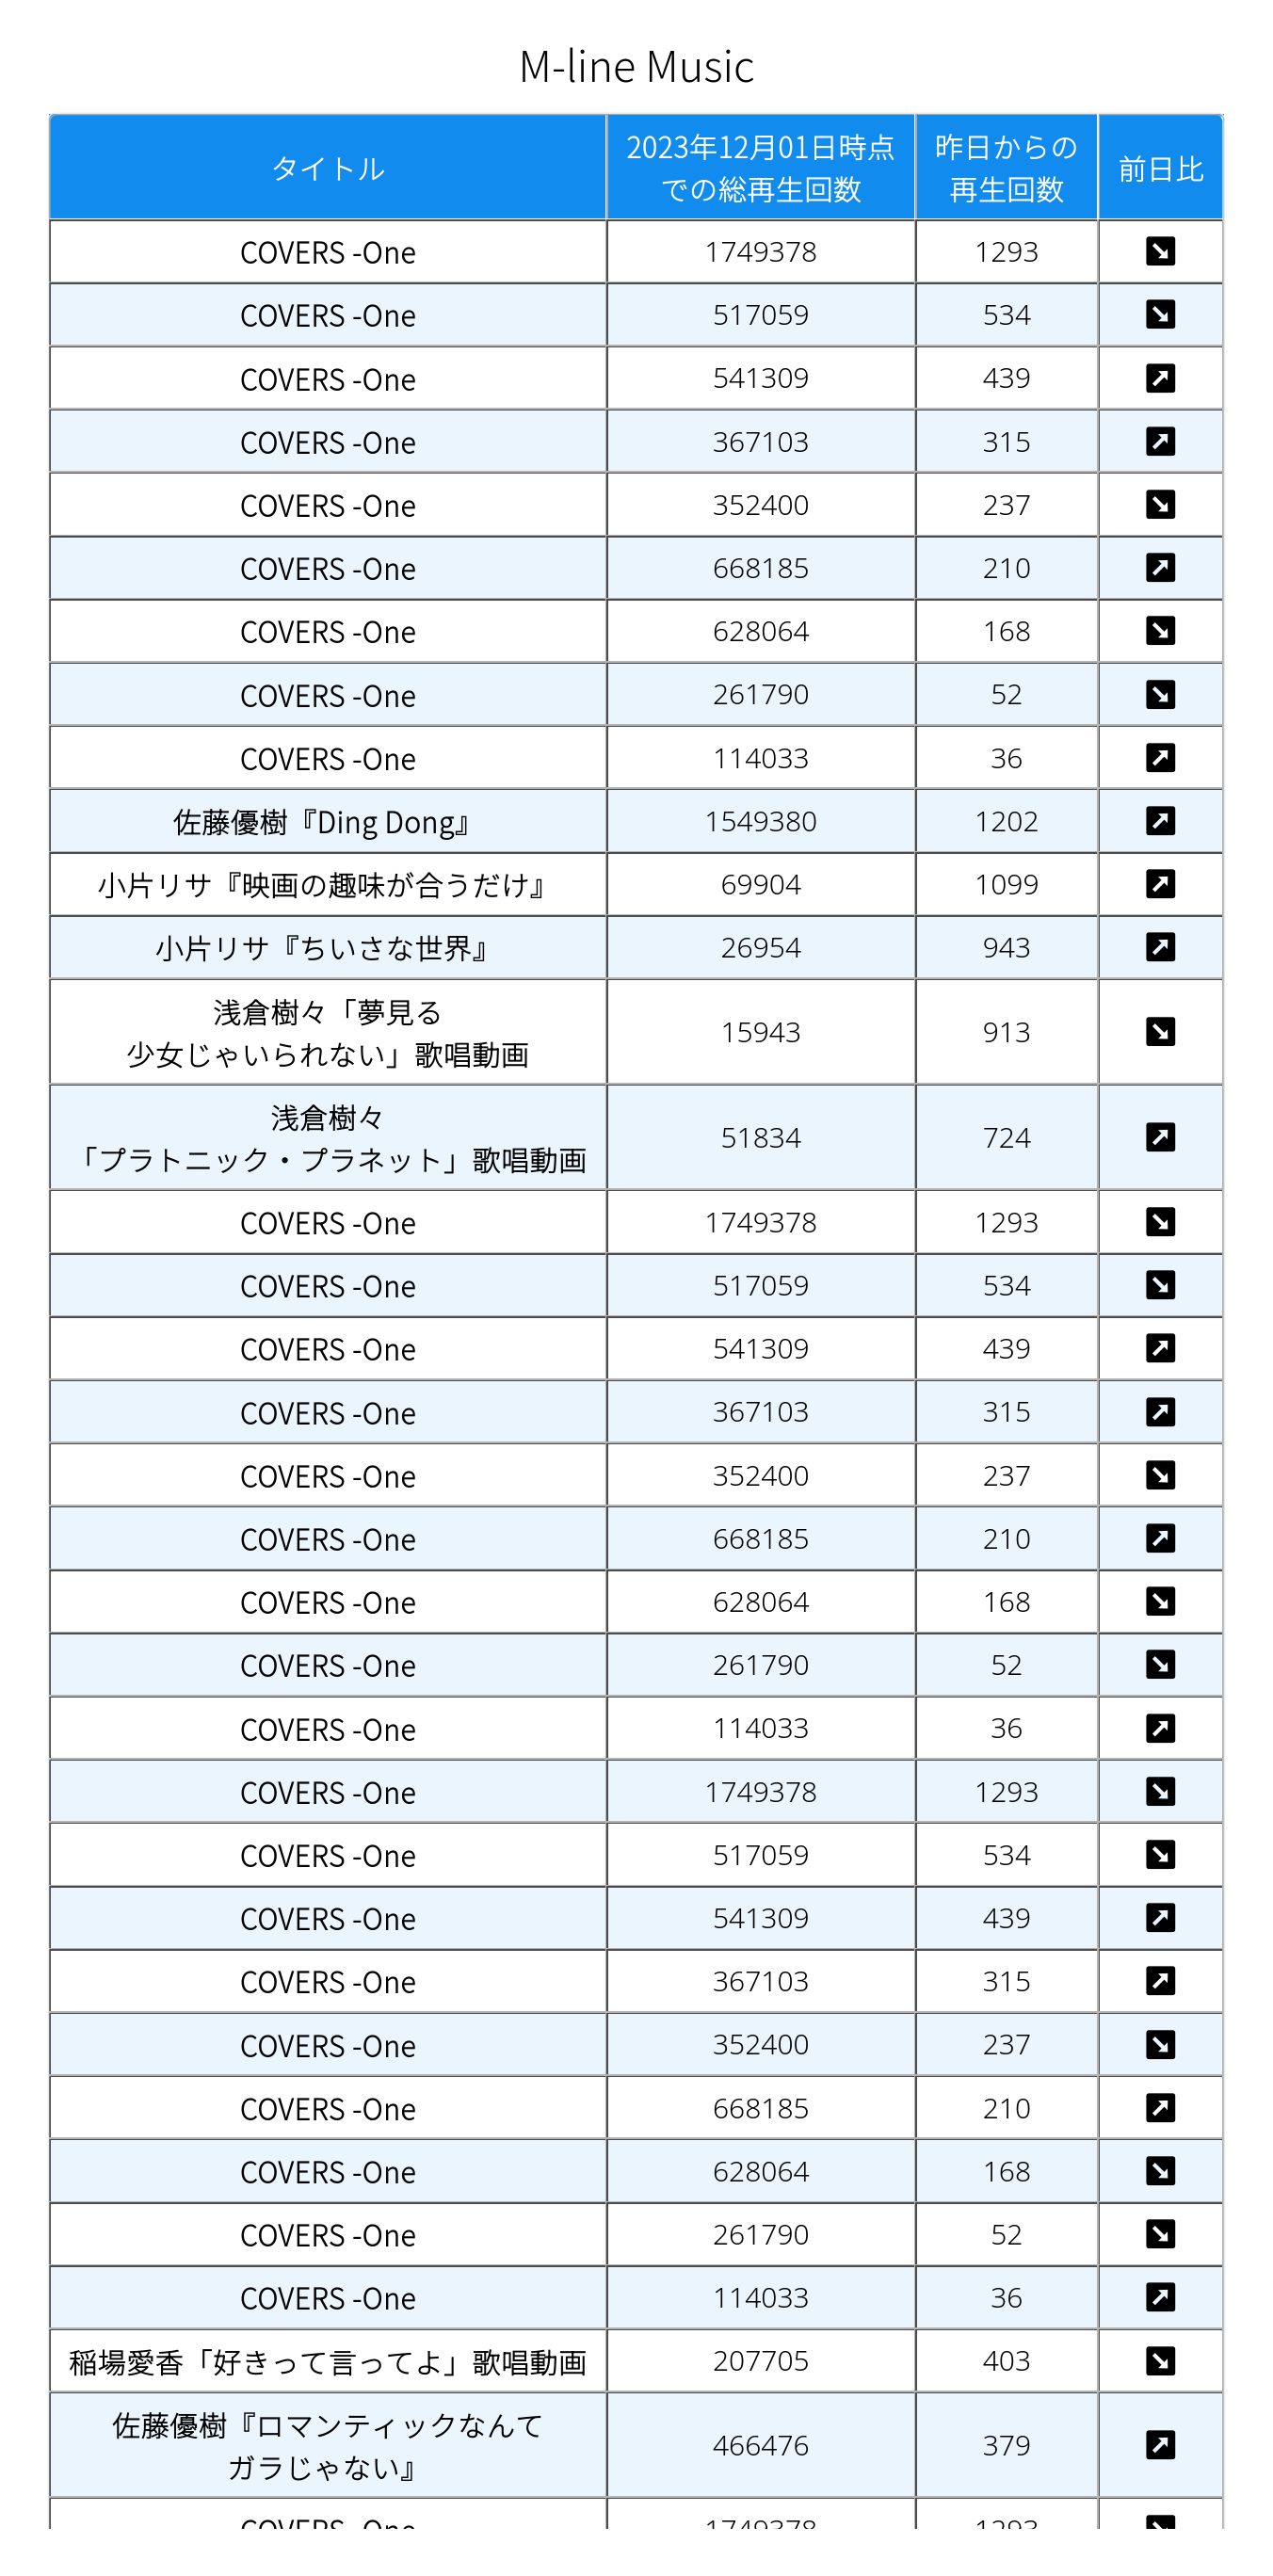 M-line Music
タイトル 2023年12月01日時点 昨日からの 前日比
での総再生回数 再生回数
COVERS -One 1749378 1293
COVERS -One 517059 534
COVERS -One 541309 439
COVERS -One 367103 315
COVERS -One 352400 237
COVERS -One 668185 210
COVERS -One 628064 168
COVERS -One 261790 52
COVERS -One 114033 36
佐藤優樹『Ding Dong』 1549380 1202
小片リサ『映画の趣味が合うだけ』 69904 1099
小片リサ『ちいさな世界』 26954 943
浅倉樹々「夢見る
少女じゃいられない」歌唱動画 15943 913
浅倉樹々
「プラトニック・プラネット」歌唱動画 51834 724
COVERS -One 1749378 1293
COVERS -One 517059 534
COVERS -One 541309 439
COVERS -One 367103 315
COVERS -One 352400 237
COVERS -One 668185 210
COVERS -One 628064 168
COVERS -One 261790 52
COVERS -One 114033 36
COVERS -One 1749378 1293
COVERS -One 517059 534
COVERS -One 541309 439
COVERS -One 367103 315
COVERS -One 352400 237
COVERS -One 668185 210
COVERS -One 628064 168
COVERS -One 261790 52
COVERS -One 114033 36
稲場愛香「好きって言ってよ」歌唱動画 207705 403
佐藤優樹『ロマンティックなんて
ガラじゃない』 466476 379
COVERS -One 1749378 1293